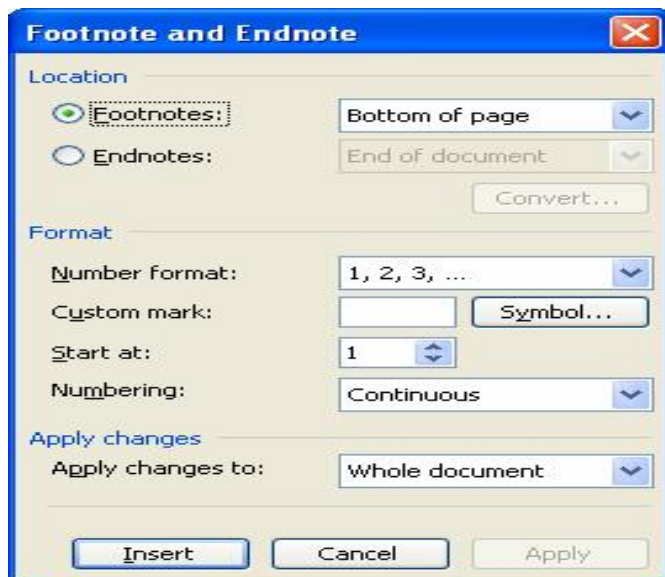 Footnote and Endnote
Location
Footnotes: Bottom of page
Endnotes: End of document
Convert...
Format
Number format: 1, 2, 3, ...
Custom mark: Symbol...
Start at: 1
Numbering: Continuous
Apply changes
Apply changes to: Whole document
Insert Cancel Apply